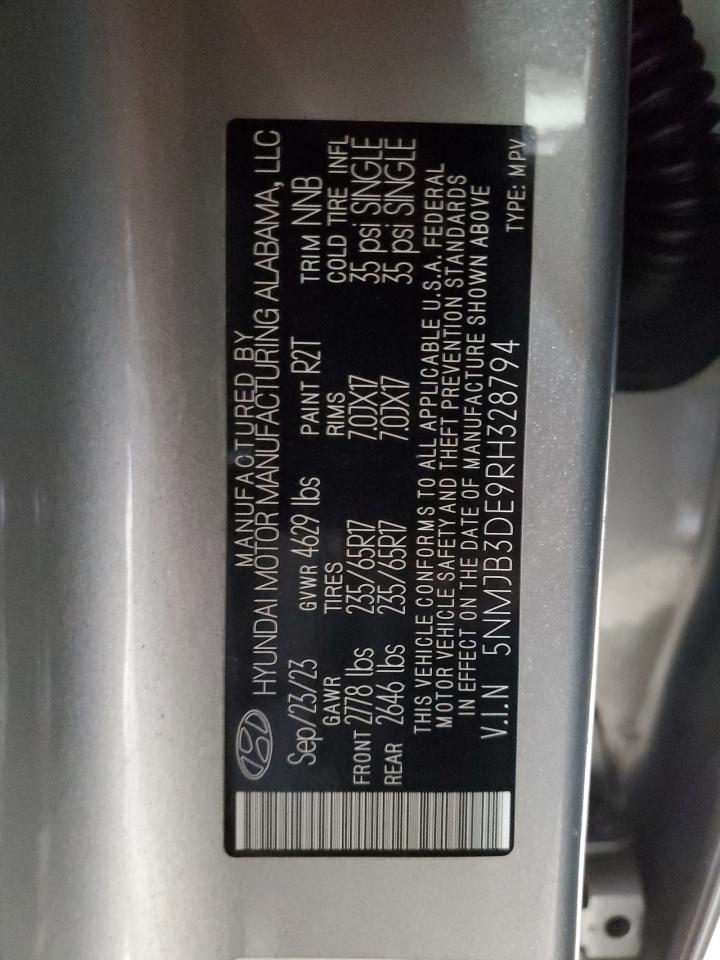 MANUFACTURED BY
HYUNDAI MOTOR MANUFACTURING ALABAMA, LLC
Sep/23/23 GVWR 4629 lbs PAINT R2T TRIM NNB
GAWR TIRES RIMS COLD TIRE INFL
FRONT 2778 lbs 235/65R17 7.0JX17 35 psi SINGLE
REAR 2646 lbs 235/65R17 7.0JX17 35 psi SINGLE
THIS VEHICLE CONFORMS TO ALL APPLICABLE U.S.A. FEDERAL
MOTOR VEHICLE SAFETY AND THEFT PREVENTION STANDARDS
IN EFFECT ON THE DATE OF MANUFACTURE SHOWN ABOVE
V.I.N 5NMJB3DE9RH328794
TYPE: MPV